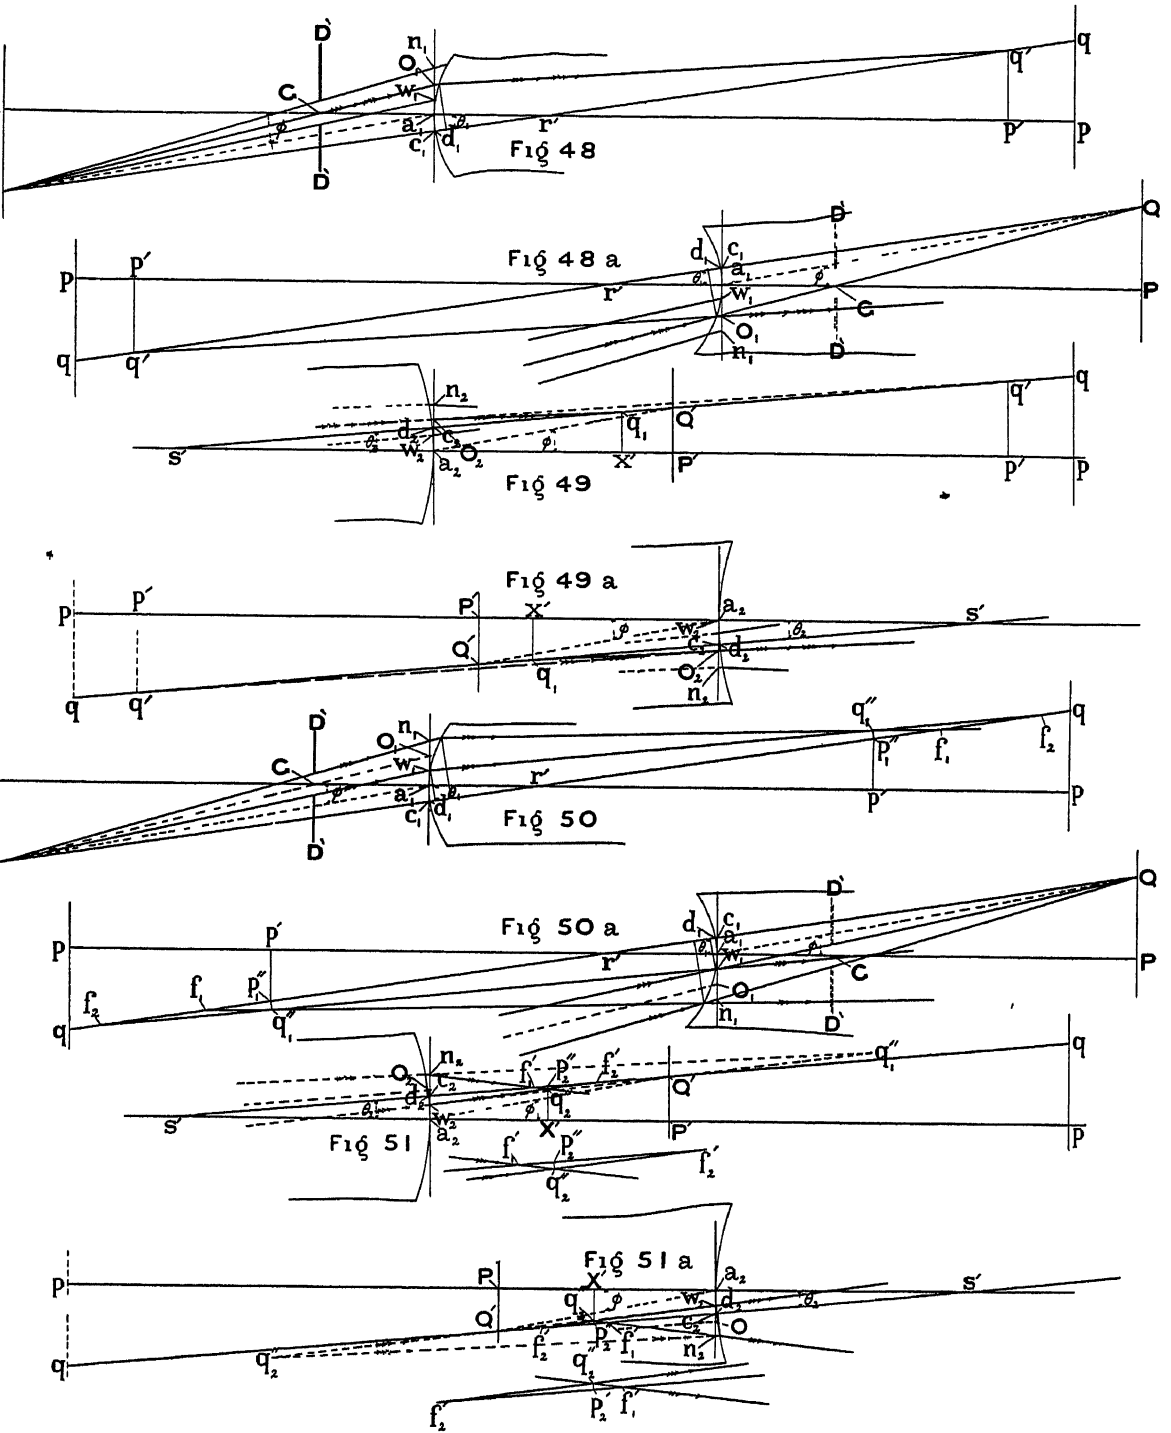 D' n₁ O₁ q q'
C W₁
φ a₁ c₁ d₁ θ₁ r' p' p
D' Fig 48
D' Q
p p' Fig 48 a d₁ c₁ a₁ θ₁ W₁ φ r' C P
q q' O₁ n₁ D'
n₂ q' q
d₂ c₂ q₁ Q'
s' θ₂ W₂ a₂ O₂ φ X' P' p' p
Fig 49
Fig 49 a
p p' P' X' a₂ s'
φ W₂ θ₂
Q' c₂ d₂
q q' q₁ O₂ n₂
D' n₁ O₁ q₁'' q
C W₁ P₁'' f₁ f₂
φ a₁ c₁ d₁ θ₁ r' p' p
D' Fig 50
D' Q
p p' Fig 50 a d₁ c₁ a₁ φ
r' θ₁ W₁ C P
f₂ f₁ P₁'' O₁
q q₁'' n₁ D'
O₂ n₂ c₂ f₁' P₂'' f₂' q₁'' q
d₂ q₂ Q'
s' θ₂ W₂ a₂ φ X' P' p
Fig 51 f₁' P₂'' f₂'
q₂''
Fig 51 a
p P X' a₂ s'
q₂ φ W₂ d₂ θ₂
Q' c₂ O
q q₂'' f₂' P₂ f₁' n₂
q₂''
f₂' P₂' f₁'